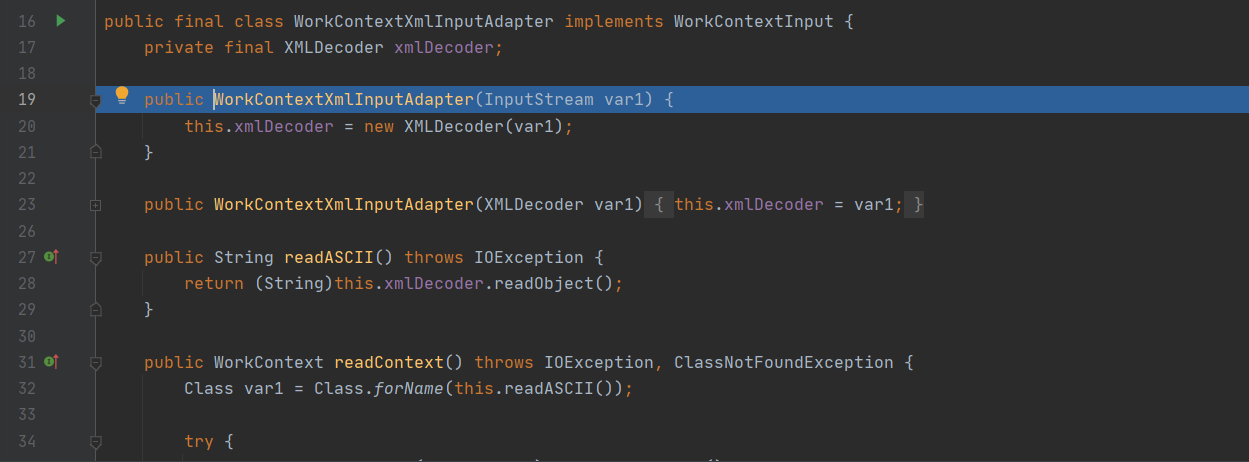 16 public final class WorkContextXmlInputAdapter implements WorkContextInput {
17 private final XMLDecoder xmlDecoder;
18
19 public WorkContextXmlInputAdapter(InputStream var1) {
20 this.xmlDecoder = new XMLDecoder(var1);
21 }
22
23 public WorkContextXmlInputAdapter(XMLDecoder var1) { this.xmlDecoder = var1; }
26
27 public String readASCII() throws IOException {
28 return (String)this.xmlDecoder.readObject();
29 }
30
31 public WorkContext readContext() throws IOException, ClassNotFoundException {
32 Class var1 = Class.forName(this.readASCII());
33
34 try {